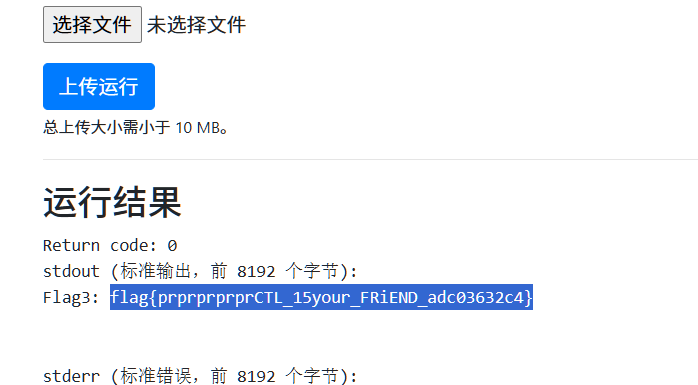 选择文件 未选择文件
上传运行
总上传大小需小于 10 MB。
运行结果
Return code: 0
stdout (标准输出，前 8192 个字节):
Flag3: flag{prprprprprCTL_15your_FRiEND_adc03632c4}
stderr (标准错误，前 8192 个字节):